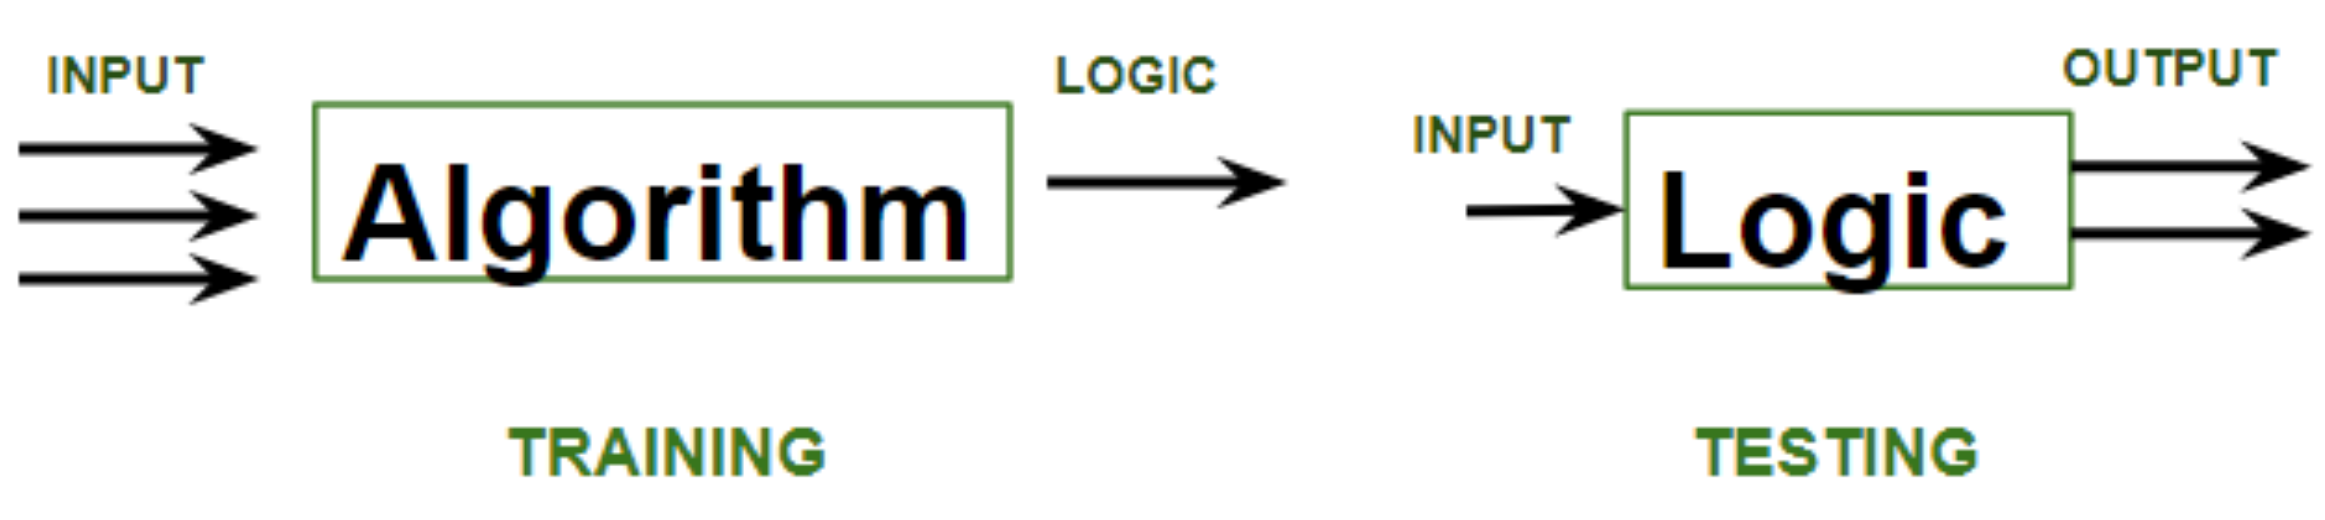 INPUT
Algorithm
LOGIC
TRAINING
INPUT
Logic
OUTPUT
TESTING